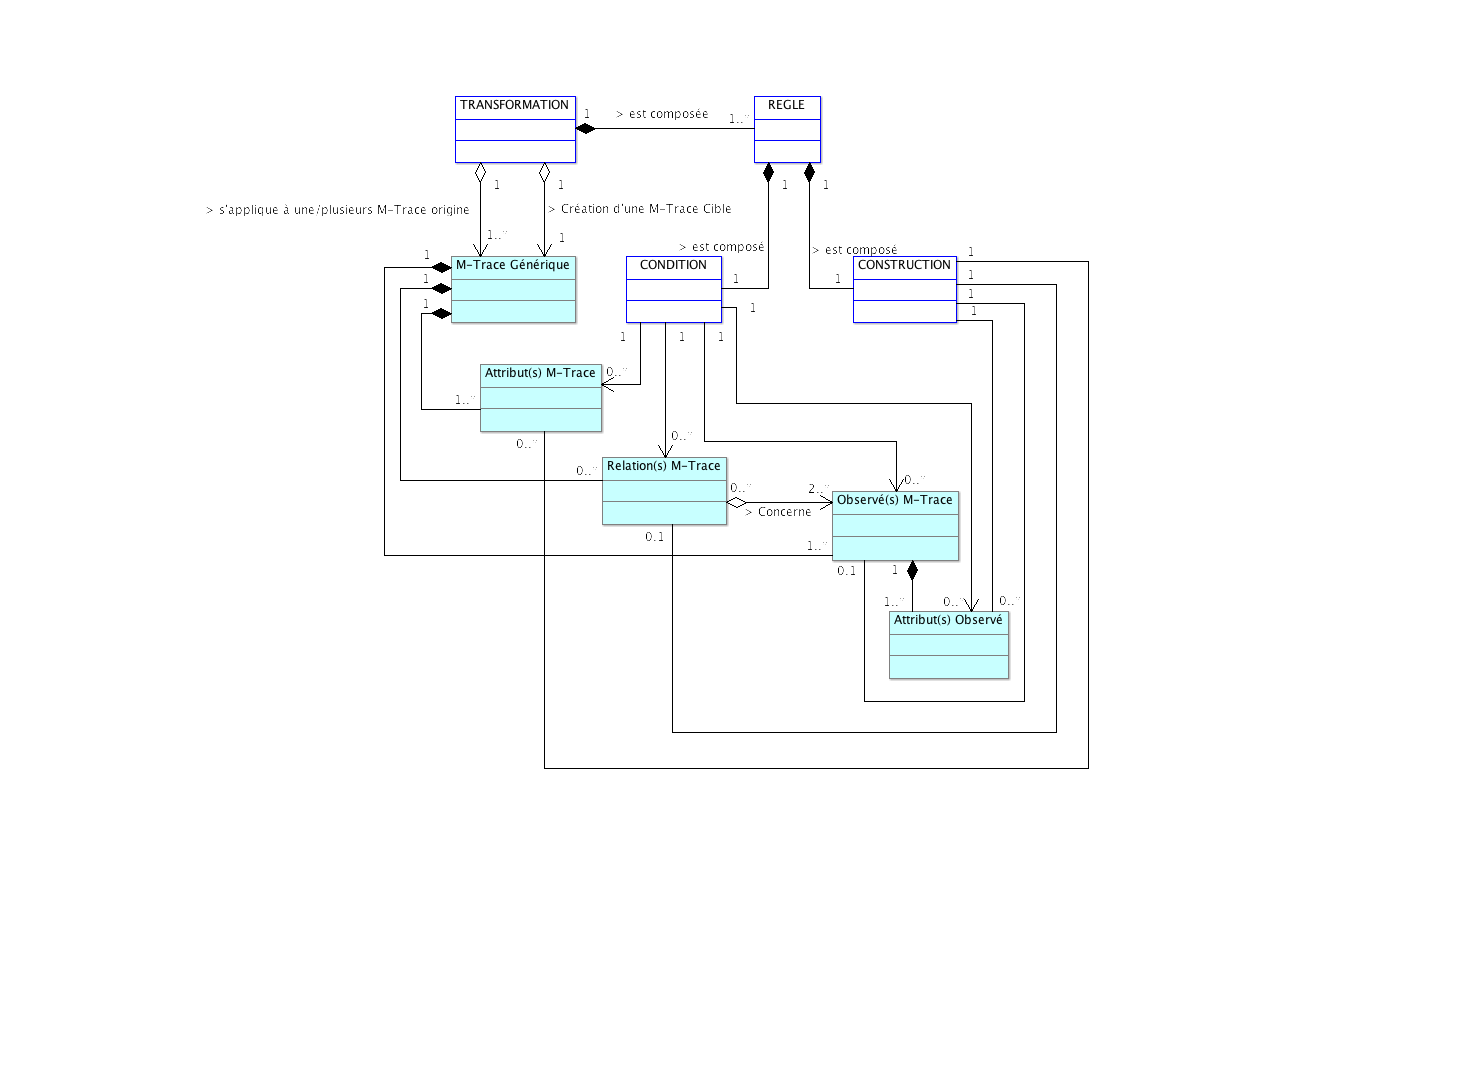 TRANSFORMATION
REGLE
1
> est composée
1..*
1
1
1
1
> s'applique à une/plusieurs M-Trace origine
> Création d'une M-Trace Cible
1..*
1
> est composé
> est composé
1
M-Trace Générique
CONDITION
CONSTRUCTION
1
1
1
1
1
1
1
1
1
1
1
1
Attribut(s) M-Trace
0..*
1..*
0..*
0..*
Relation(s) M-Trace
0..*
0..*
2..*
0..*
Observé(s) M-Trace
> Concerne
0.1
1..*
0.1
1
1..*
0..*
0..*
Attribut(s) Observé